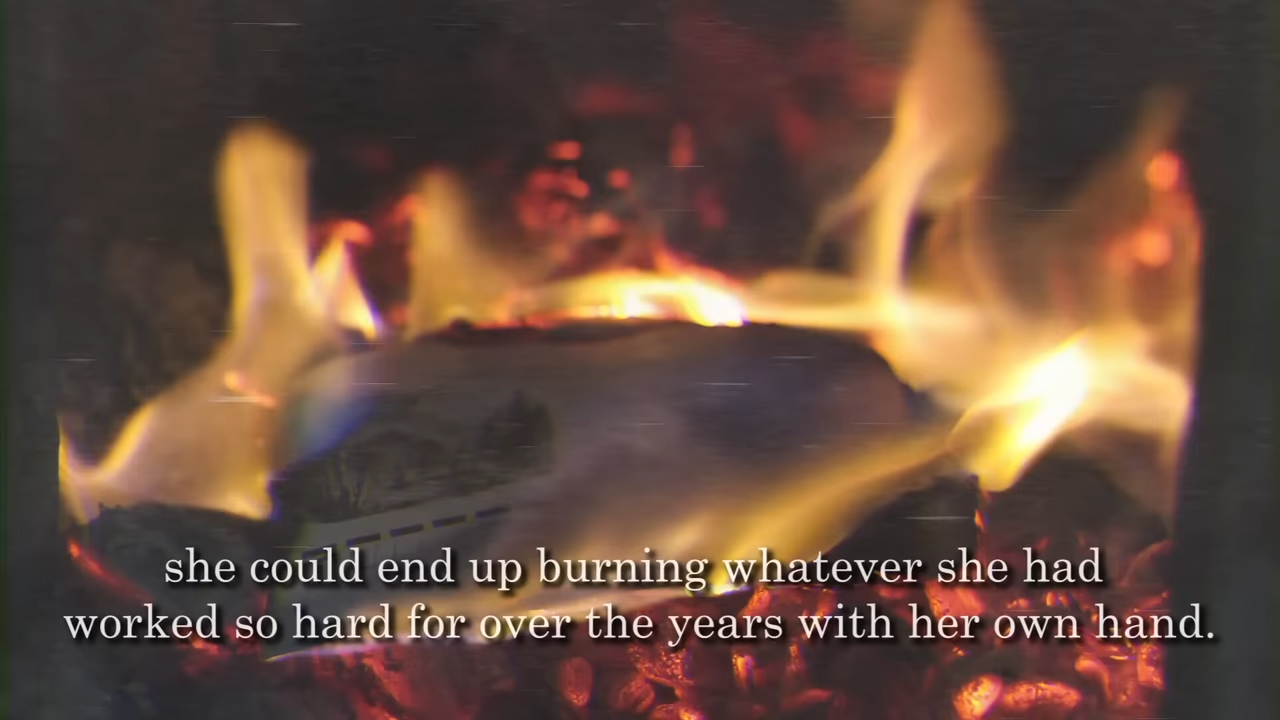 she could end up burning whatever she had
worked so hard for over the years with her own hand.